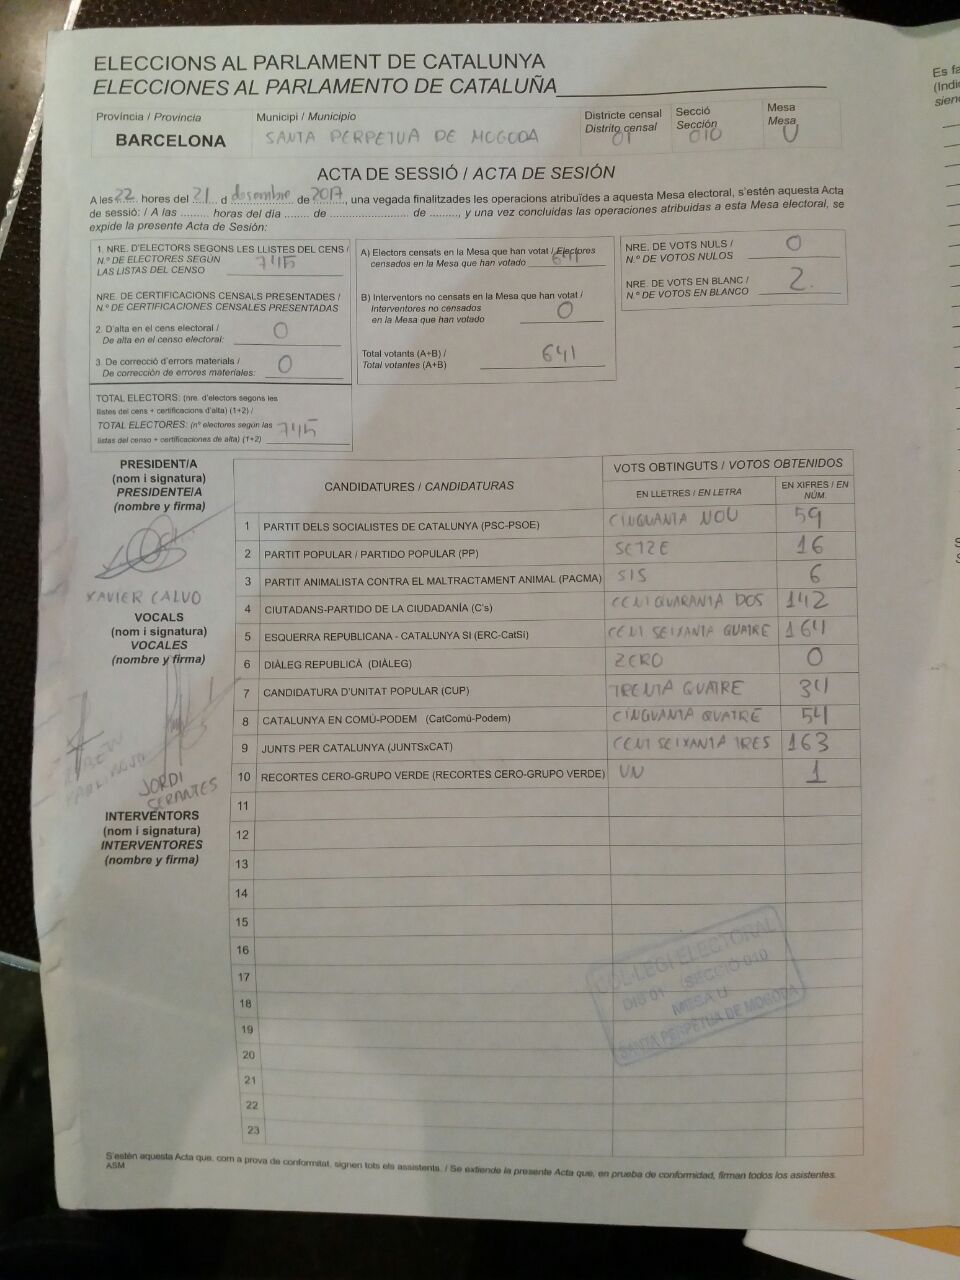 ELECCIONS AL PARLAMENT DE CATALUNYA
ELECCIONES AL PARLAMENTO DE CATALUÑA
Província / Provincia
BARCELONA
Municipi / Municipio
SANTA PERPETUA DE MOGODA
Districte censal
Distrito censal
01
Secció
Sección
010
Mesa
Mesa
U
ACTA DE SESSIÓ / ACTA DE SESIÓN
A les 22 hores del 21 d desembre de 2017, una vegada finalitzades les operacions atribuïdes a aquesta Mesa electoral, s'estén aquesta Acta
de sessió: / A las ......... horas del día ....... de ...................... de ........., y una vez concluidas las operaciones atribuidas a esta Mesa electoral, se
expide la presente Acta de Sesión:
1. NRE. D'ELECTORS SEGONS LES LLISTES DEL CENS /
N.º DE ELECTORES SEGÚN
LAS LISTAS DEL CENSO 745
NRE. DE CERTIFICACIONS CENSALS PRESENTADES /
N.º DE CERTIFICACIONES CENSALES PRESENTADAS
2. D'alta en el cens electoral /
De alta en el censo electoral: 0
3. De correcció d'errors materials /
De corrección de errores materiales: 0
TOTAL ELECTORS: (nre. d'electors segons les
llistes del cens + certificacions d'alta) (1+2) /
TOTAL ELECTORES: (nº electores según las
listas del censo + certificaciones de alta) (1+2) 745
A) Electors censats en la Mesa que han votat / Electores
censados en la Mesa que han votado 641
B) Interventors no censats en la Mesa que han votat /
Interventores no censados
en la Mesa que han votado 0
Total votants (A+B) /
Total votantes (A+B) 641
NRE. DE VOTS NULS /
N.º DE VOTOS NULOS 0
NRE. DE VOTS EN BLANC /
N.º DE VOTOS EN BLANCO 2
PRESIDENT/A
(nom i signatura)
PRESIDENTE/A
(nombre y firma)
XAVIER CALVO
VOCALS
(nom i signatura)
VOCALES
(nombre y firma)
JORDI
CERANTES
INTERVENTORS
(nom i signatura)
INTERVENTORES
(nombre y firma)
CANDIDATURES / CANDIDATURAS
VOTS OBTINGUTS / VOTOS OBTENIDOS
EN LLETRES / EN LETRA
EN XIFRES / EN
NÚM.
1 PARTIT DELS SOCIALISTES DE CATALUNYA (PSC-PSOE) CINQUANTA NOU 59
2 PARTIT POPULAR / PARTIDO POPULAR (PP) SETZE 16
3 PARTIT ANIMALISTA CONTRA EL MALTRACTAMENT ANIMAL (PACMA) SIS 6
4 CIUTADANS-PARTIDO DE LA CIUDADANÍA (C's) CENT QUARANTA DOS 142
5 ESQUERRA REPUBLICANA - CATALUNYA SI (ERC-CatSI) CENT SEIXANTA QUATRE 164
6 DIÀLEG REPUBLICÀ (DIÀLEG) ZERO 0
7 CANDIDATURA D'UNITAT POPULAR (CUP) TRENTA QUATRE 34
8 CATALUNYA EN COMÚ-PODEM (CatComú-Podem) CINQUANTA QUATRE 54
9 JUNTS PER CATALUNYA (JUNTSxCAT) CENT SEIXANTA TRES 163
10 RECORTES CERO-GRUPO VERDE (RECORTES CERO-GRUPO VERDE) UN 1
11
12
13
14
15
16
17
18
19
20
21
22
23
COL·LEGI ELECTORAL
DIS 01 SECCIÓ 010
MESA U
SANTA PERPÈTUA DE MOGODA
S'estén aquesta Acta que, com a prova de conformitat, signen tots els assistents. / Se extiende la presente Acta que, en prueba de conformidad, firman todos los asistentes.
ASM
Es fa
(Indi
sien